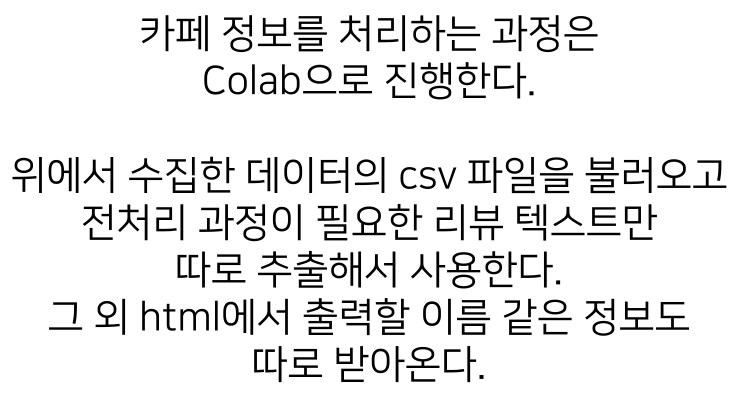 카페 정보를 처리하는 과정은
Colab으로 진행한다.
위에서 수집한 데이터의 csv 파일을 불러오고
전처리 과정이 필요한 리뷰 텍스트만
따로 추출해서 사용한다.
그 외 html에서 출력할 이름 같은 정보도
따로 받아온다.